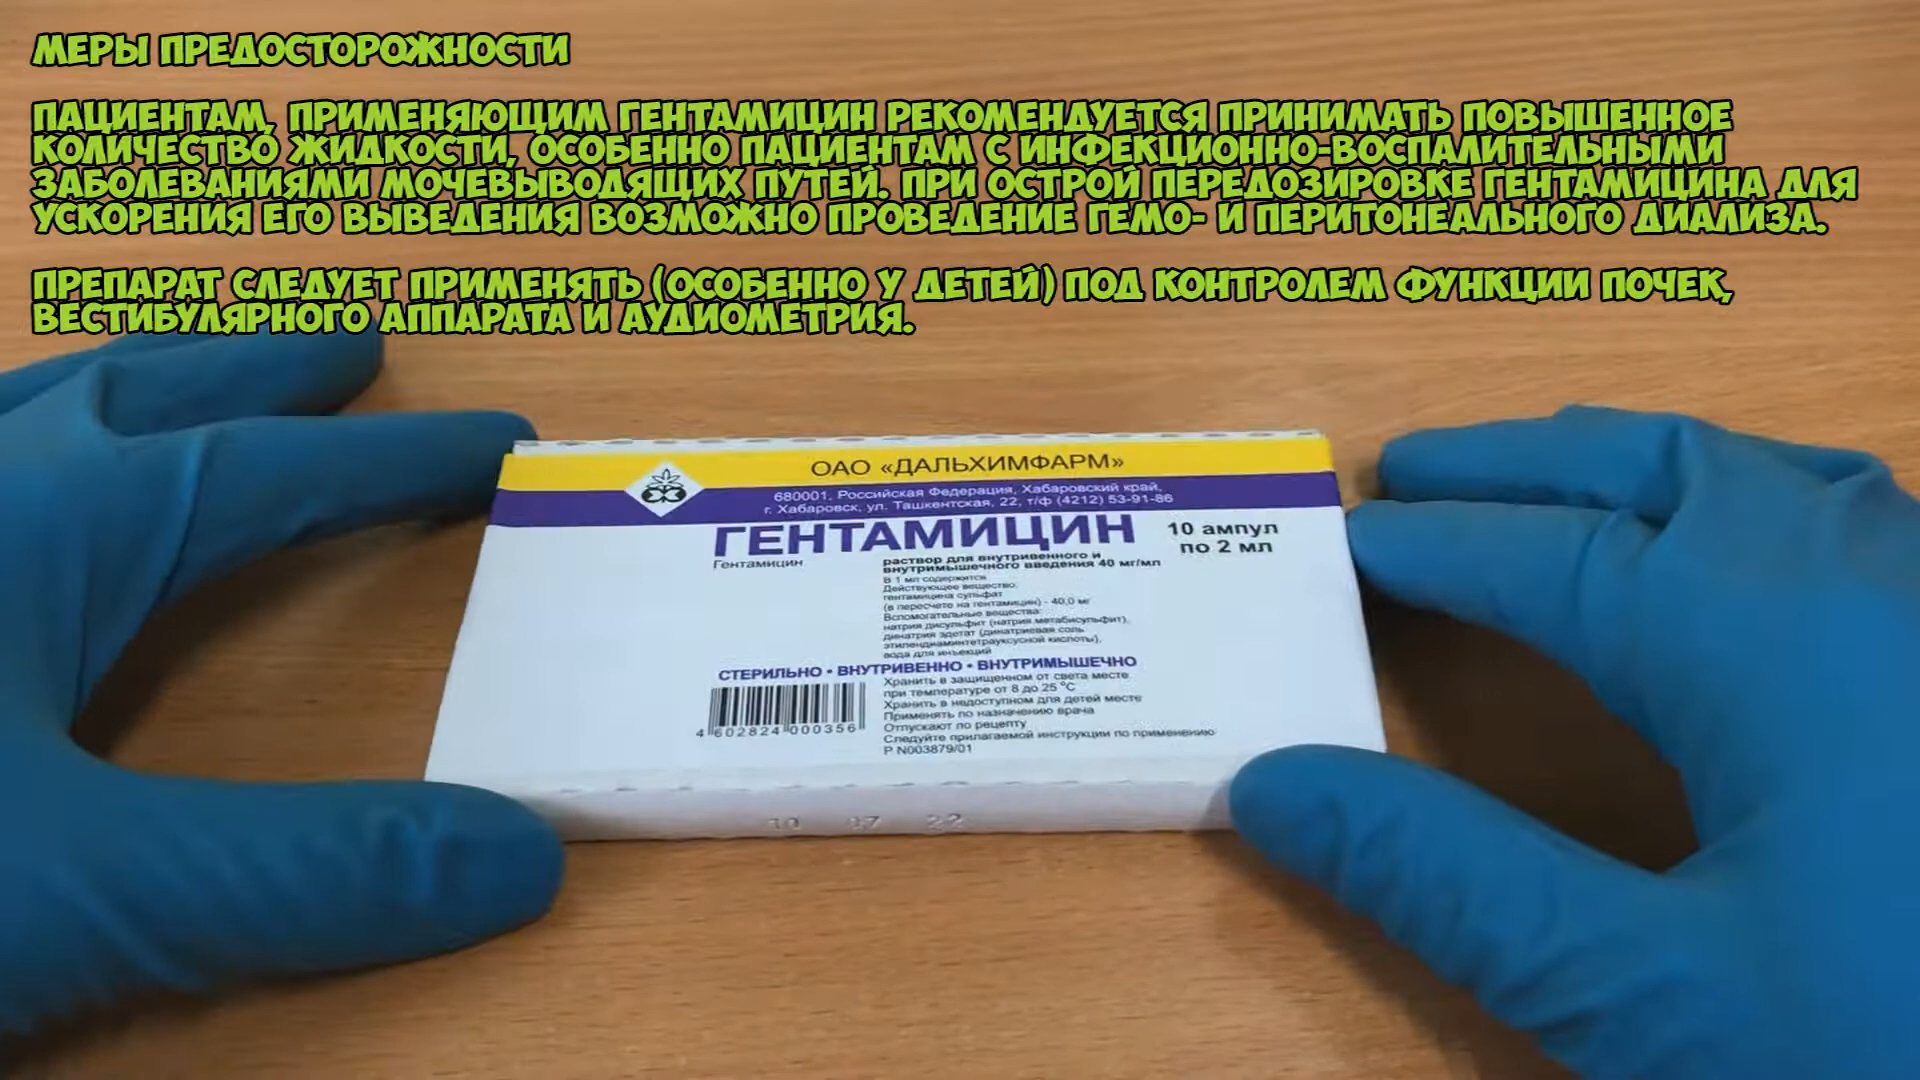 МЕРЫ ПРЕДОСТОРОЖНОСТИ
ПАЦИЕНТАМ, ПРИМЕНЯЮЩИМ ГЕНТАМИЦИН РЕКОМЕНДУЕТСЯ ПРИНИМАТЬ ПОВЫШЕННОЕ
КОЛИЧЕСТВО ЖИДКОСТИ, ОСОБЕННО ПАЦИЕНТАМ С ИНФЕКЦИОННО-ВОСПАЛИТЕЛЬНЫМИ
ЗАБОЛЕВАНИЯМИ МОЧЕВЫВОДЯЩИХ ПУТЕЙ. ПРИ ОСТРОЙ ПЕРЕДОЗИРОВКЕ ГЕНТАМИЦИНА ДЛЯ
УСКОРЕНИЯ ЕГО ВЫВЕДЕНИЯ ВОЗМОЖНО ПРОВЕДЕНИЕ ГЕМО- И ПЕРИТОНЕАЛЬНОГО ДИАЛИЗА.
ПРЕПАРАТ СЛЕДУЕТ ПРИМЕНЯТЬ (ОСОБЕННО У ДЕТЕЙ) ПОД КОНТРОЛЕМ ФУНКЦИИ ПОЧЕК,
ВЕСТИБУЛЯРНОГО АППАРАТА И АУДИОМЕТРИЯ.
ОАО «ДАЛЬХИМФАРМ»
680001, Российская Федерация, Хабаровский край,
г. Хабаровск, ул. Ташкентская, 22, т/ф (4212) 53-91-86
ГЕНТАМИЦИН
10 ампул
по 2 мл
Гентамицин
раствор для внутривенного и
внутримышечного введения 40 мг/мл
В 1 мл содержится
Действующее вещество:
гентамицина сульфат
(в пересчете на гентамицин) - 40,0 мг
Вспомогательные вещества:
натрия дисульфит (натрия метабисульфит),
динатрия эдетат (динатриевая соль
этилендиаминтетрауксусной кислоты),
вода для инъекций
СТЕРИЛЬНО • ВНУТРИВЕННО • ВНУТРИМЫШЕЧНО
Хранить в защищенном от света месте
при температуре от 8 до 25 °С
Хранить в недоступном для детей месте
Применять по назначению врача
Отпускают по рецепту
Следуйте прилагаемой инструкции по применению
Р N003879/01
4 602824 000356
22